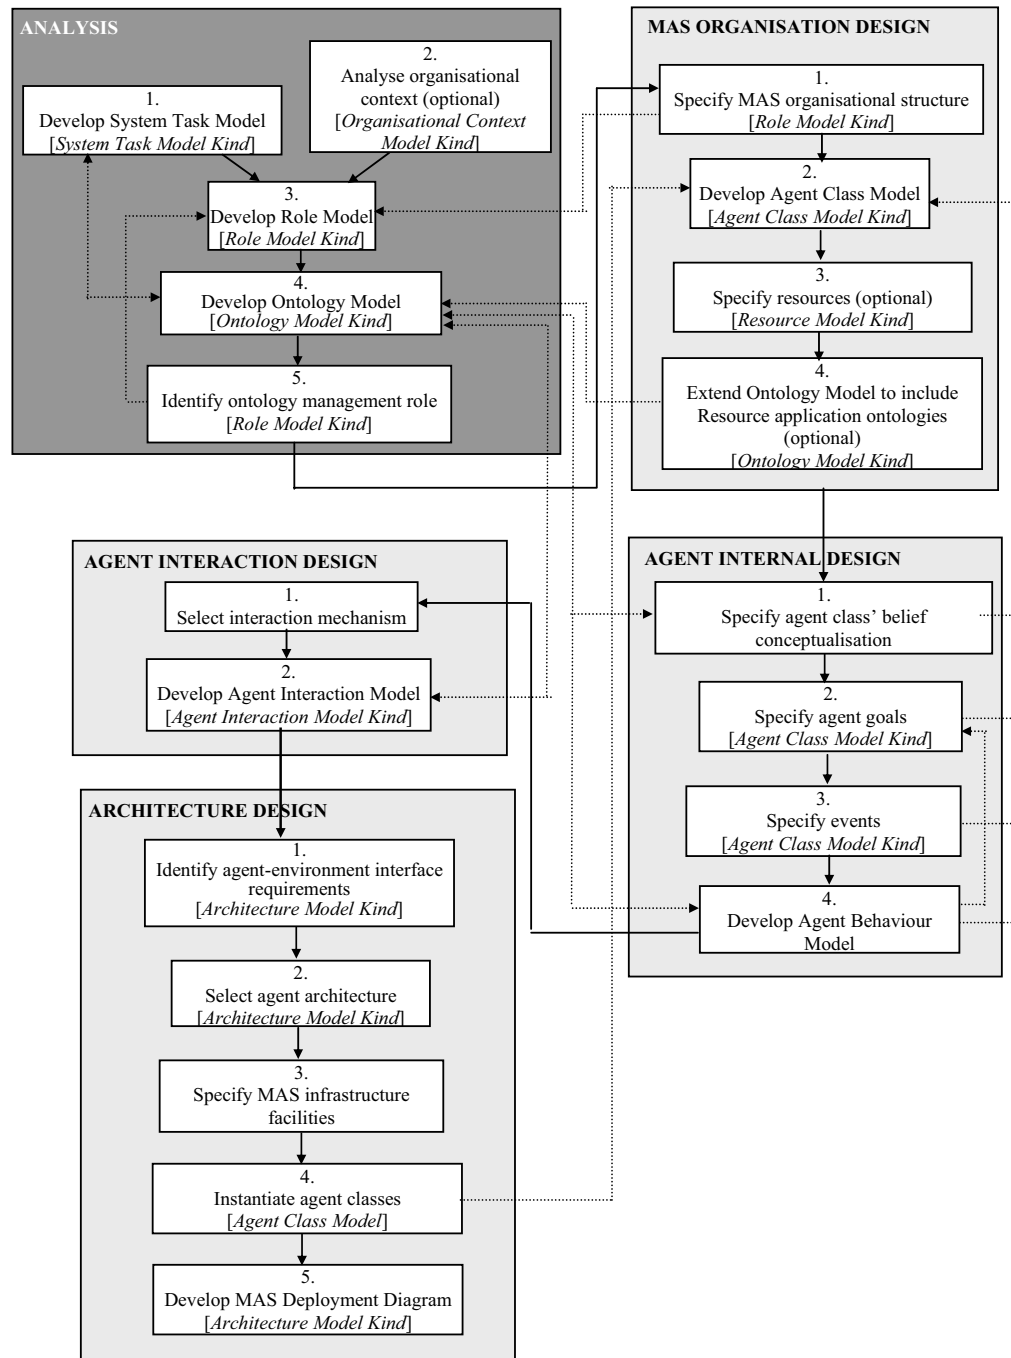 ANALYSIS
1.
Develop System Task Model
[System Task Model Kind]
2.
Analyse organisational
context (optional)
[Organisational Context
Model Kind]
3.
Develop Role Model
[Role Model Kind]
4.
Develop Ontology Model
[Ontology Model Kind]
5.
Identify ontology management role
[Role Model Kind]
MAS ORGANISATION DESIGN
1.
Specify MAS organisational structure
[Role Model Kind]
2.
Develop Agent Class Model
[Agent Class Model Kind]
3.
Specify resources (optional)
[Resource Model Kind]
4.
Extend Ontology Model to include
Resource application ontologies
(optional)
[Ontology Model Kind]
AGENT INTERACTION DESIGN
1.
Select interaction mechanism
2.
Develop Agent Interaction Model
[Agent Interaction Model Kind]
AGENT INTERNAL DESIGN
1.
Specify agent class’ belief
conceptualisation
2.
Specify agent goals
[Agent Class Model Kind]
3.
Specify events
[Agent Class Model Kind]
4.
Develop Agent Behaviour
Model
ARCHITECTURE DESIGN
1.
Identify agent-environment interface
requirements
[Architecture Model Kind]
2.
Select agent architecture
[Architecture Model Kind]
3.
Specify MAS infrastructure
facilities
4.
Instantiate agent classes
[Agent Class Model]
5.
Develop MAS Deployment Diagram
[Architecture Model Kind]